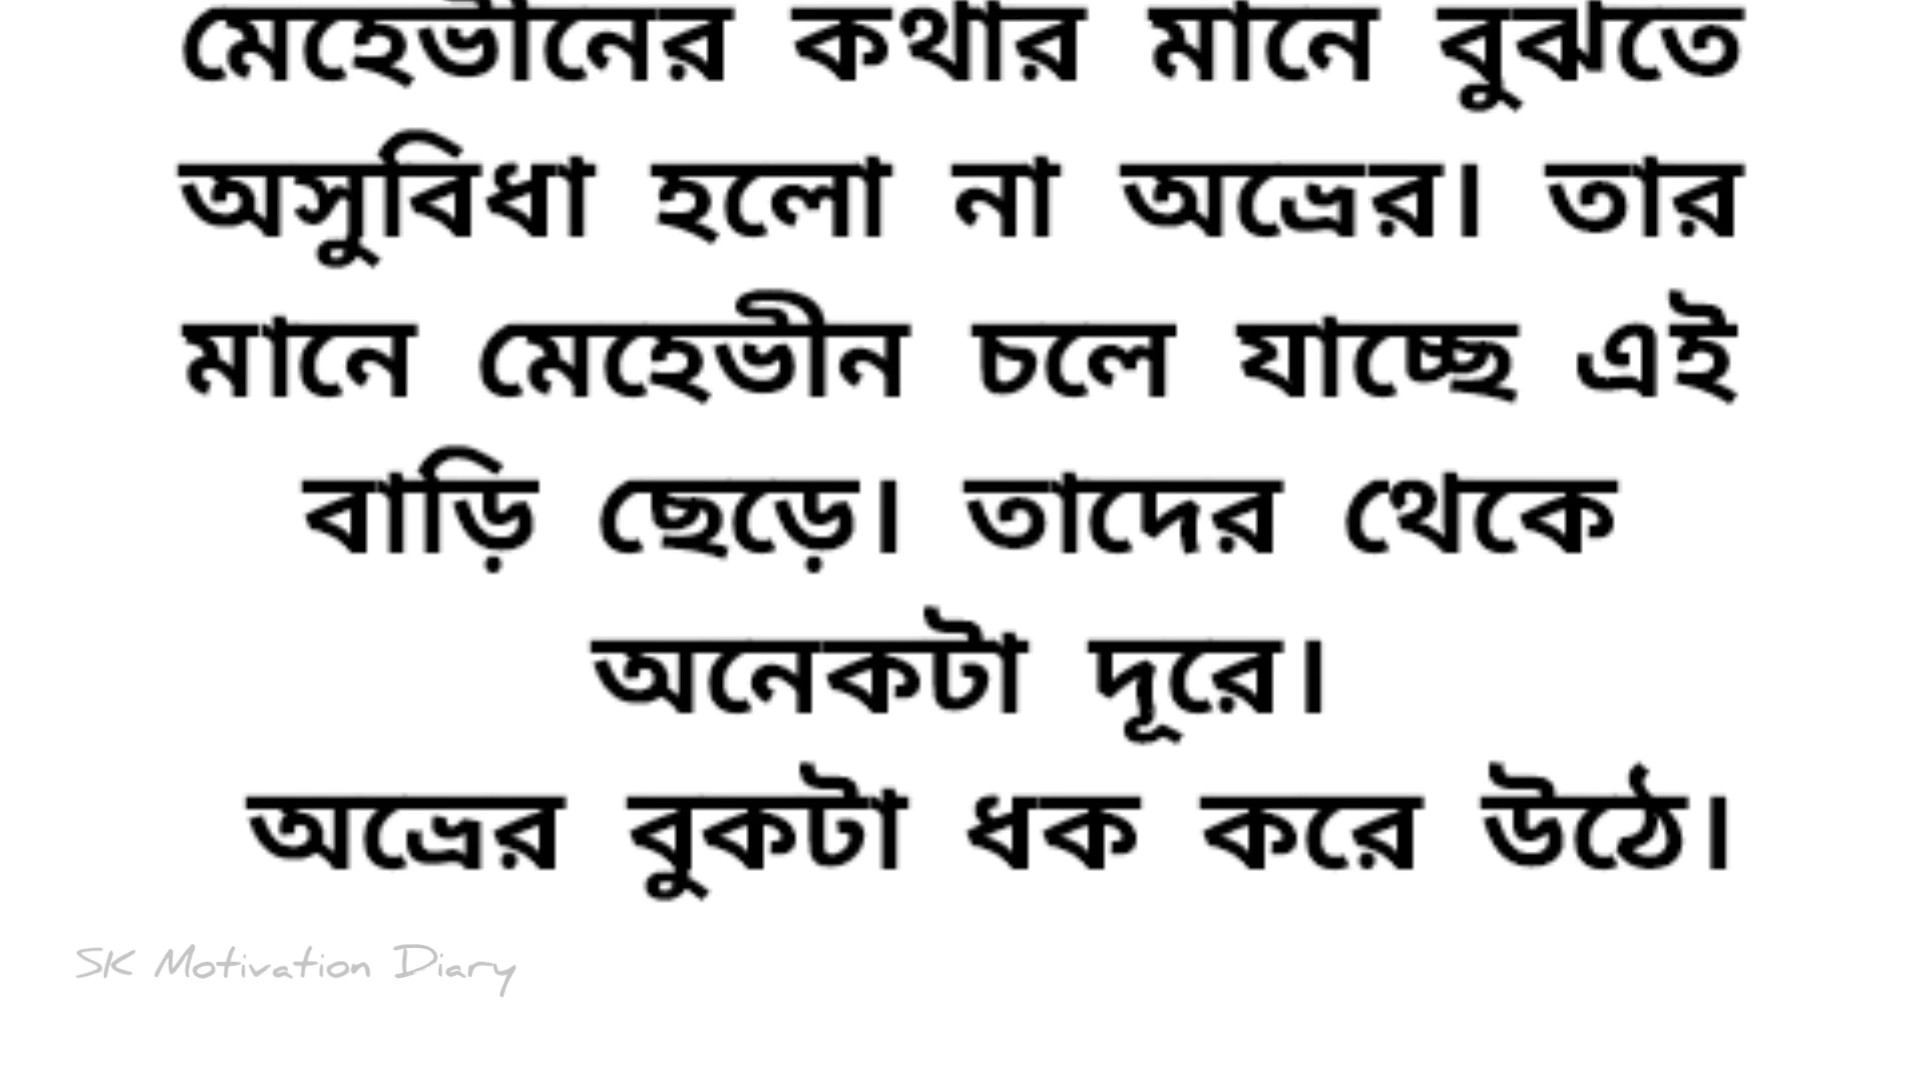 মেহেভীনের কথার মানে বুঝতে
অসুবিধা হলো না অভ্রের। তার
মানে মেহেভীন চলে যাচ্ছে এই
বাড়ি ছেড়ে। তাদের থেকে
অনেকটা দূরে।
অভ্রের বুকটা ধক করে উঠে।
SK Motivation Diary